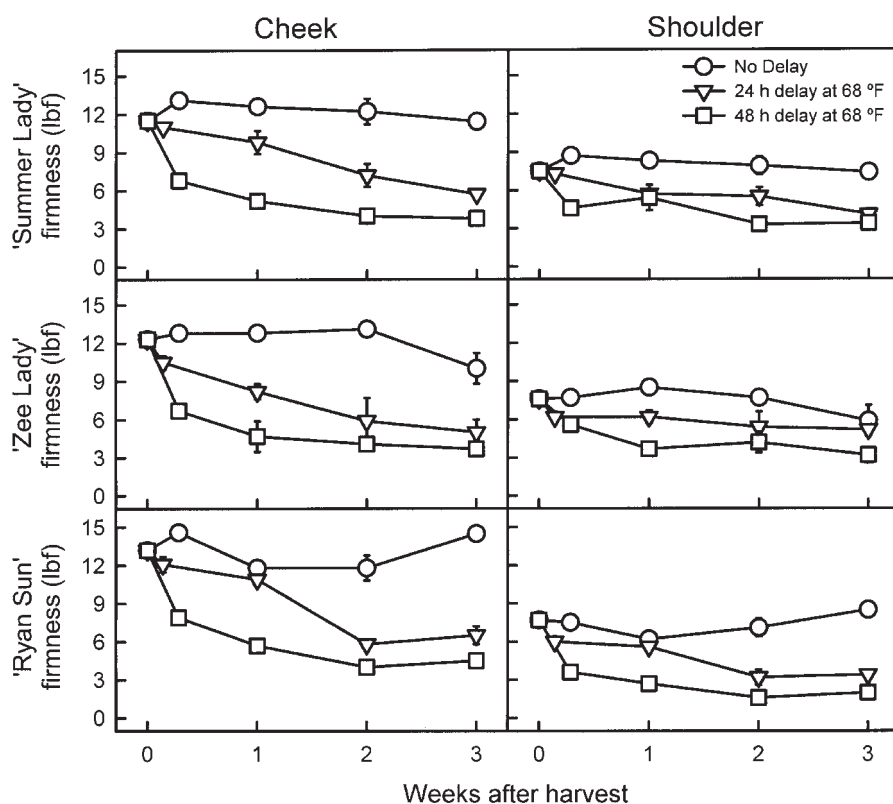 Cheek
Shoulder
No Delay
24 h delay at 68 ºF
48 h delay at 68 ºF
'Summer Lady'
firmness (lbf)
15
12
9
6
3
0
'Zee Lady'
firmness (lbf)
15
12
9
6
3
0
'Ryan Sun'
firmness (lbf)
15
12
9
6
3
0
0 1 2 3
0 1 2 3
Weeks after harvest